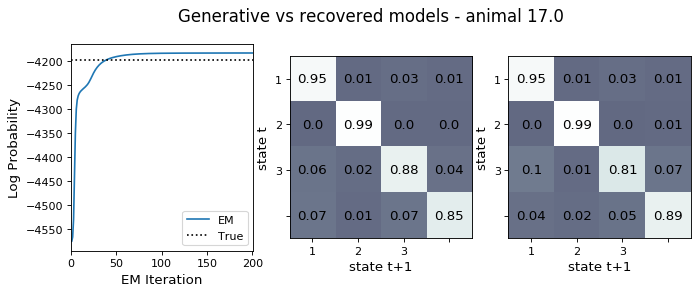 Generative vs recovered models - animal 17.0
Log Probability
−4200
−4250
−4300
−4350
−4400
−4450
−4500
−4550
EM
True
0 50 100 150 200
EM Iteration
state t
1
2
3
0.95 0.01 0.03 0.01
0.0 0.99 0.0 0.0
0.06 0.02 0.88 0.04
0.07 0.01 0.07 0.85
1 2 3
state t+1
state t
1
2
3
0.95 0.01 0.03 0.01
0.0 0.99 0.0 0.01
0.1 0.01 0.81 0.07
0.04 0.02 0.05 0.89
1 2 3
state t+1